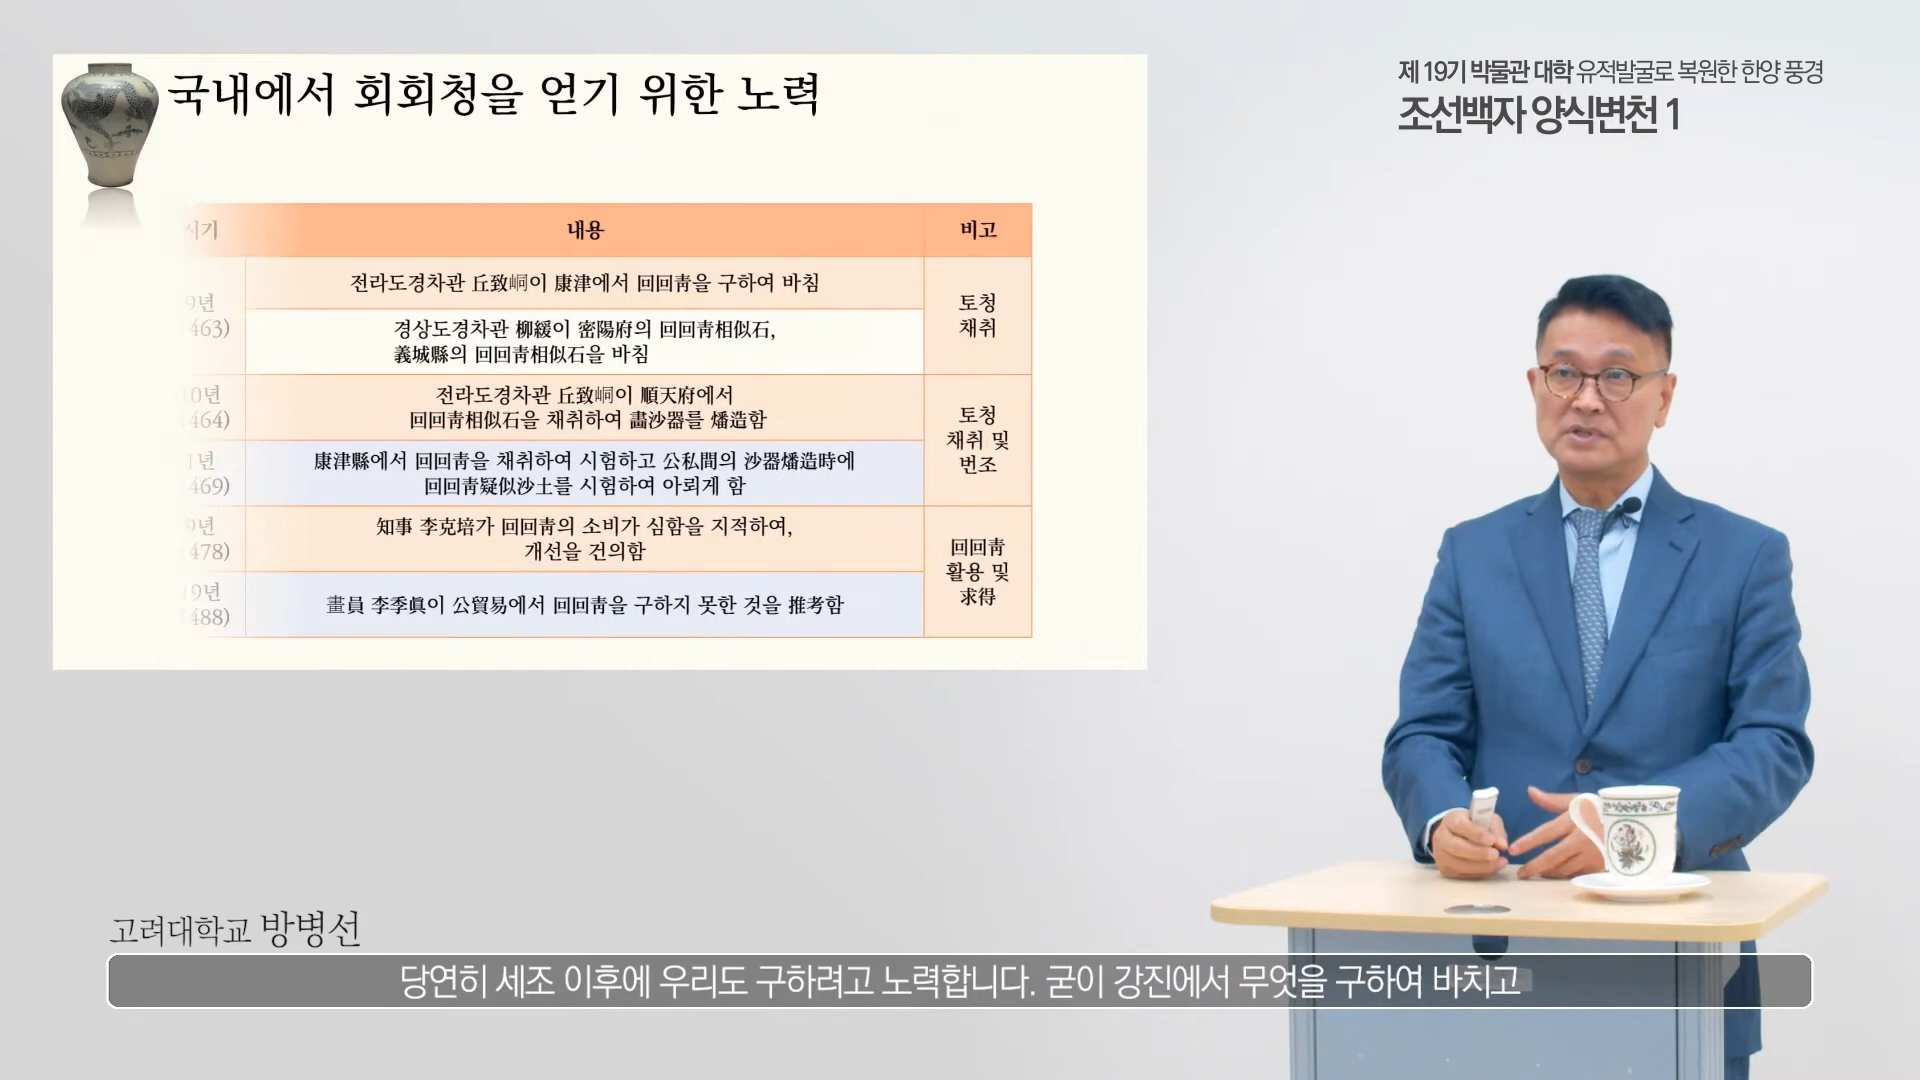 국내에서 회회청을 얻기 위한 노력
제 19기 박물관 대학 유적발굴로 복원한 한양 풍경
조선백자 양식변천 1
시기
내용
비고
9년
463)
전라도경차관 丘致峒이 康津에서 回回靑을 구하여 바침
경상도경차관 柳緩이 密陽府의 回回靑相似石,
義城縣의 回回靑相似石을 바침
토청
채취
10년
464)
전라도경차관 丘致峒이 順天府에서
回回靑相似石을 채취하여 畵沙器를 燔造함
1년
469)
康津縣에서 回回靑을 채취하여 시험하고 公私間의 沙器燔造時에
回回靑疑似沙土를 시험하여 아뢰게 함
토청
채취 및
번조
9년
478)
知事 李克培가 回回靑의 소비가 심함을 지적하여,
개선을 건의함
19년
488)
畫員 李季眞이 公貿易에서 回回靑을 구하지 못한 것을 推考함
回回靑
활용 및
求得
고려대학교 방병선
당연히 세조 이후에 우리도 구하려고 노력합니다. 굳이 강진에서 무엇을 구하여 바치고